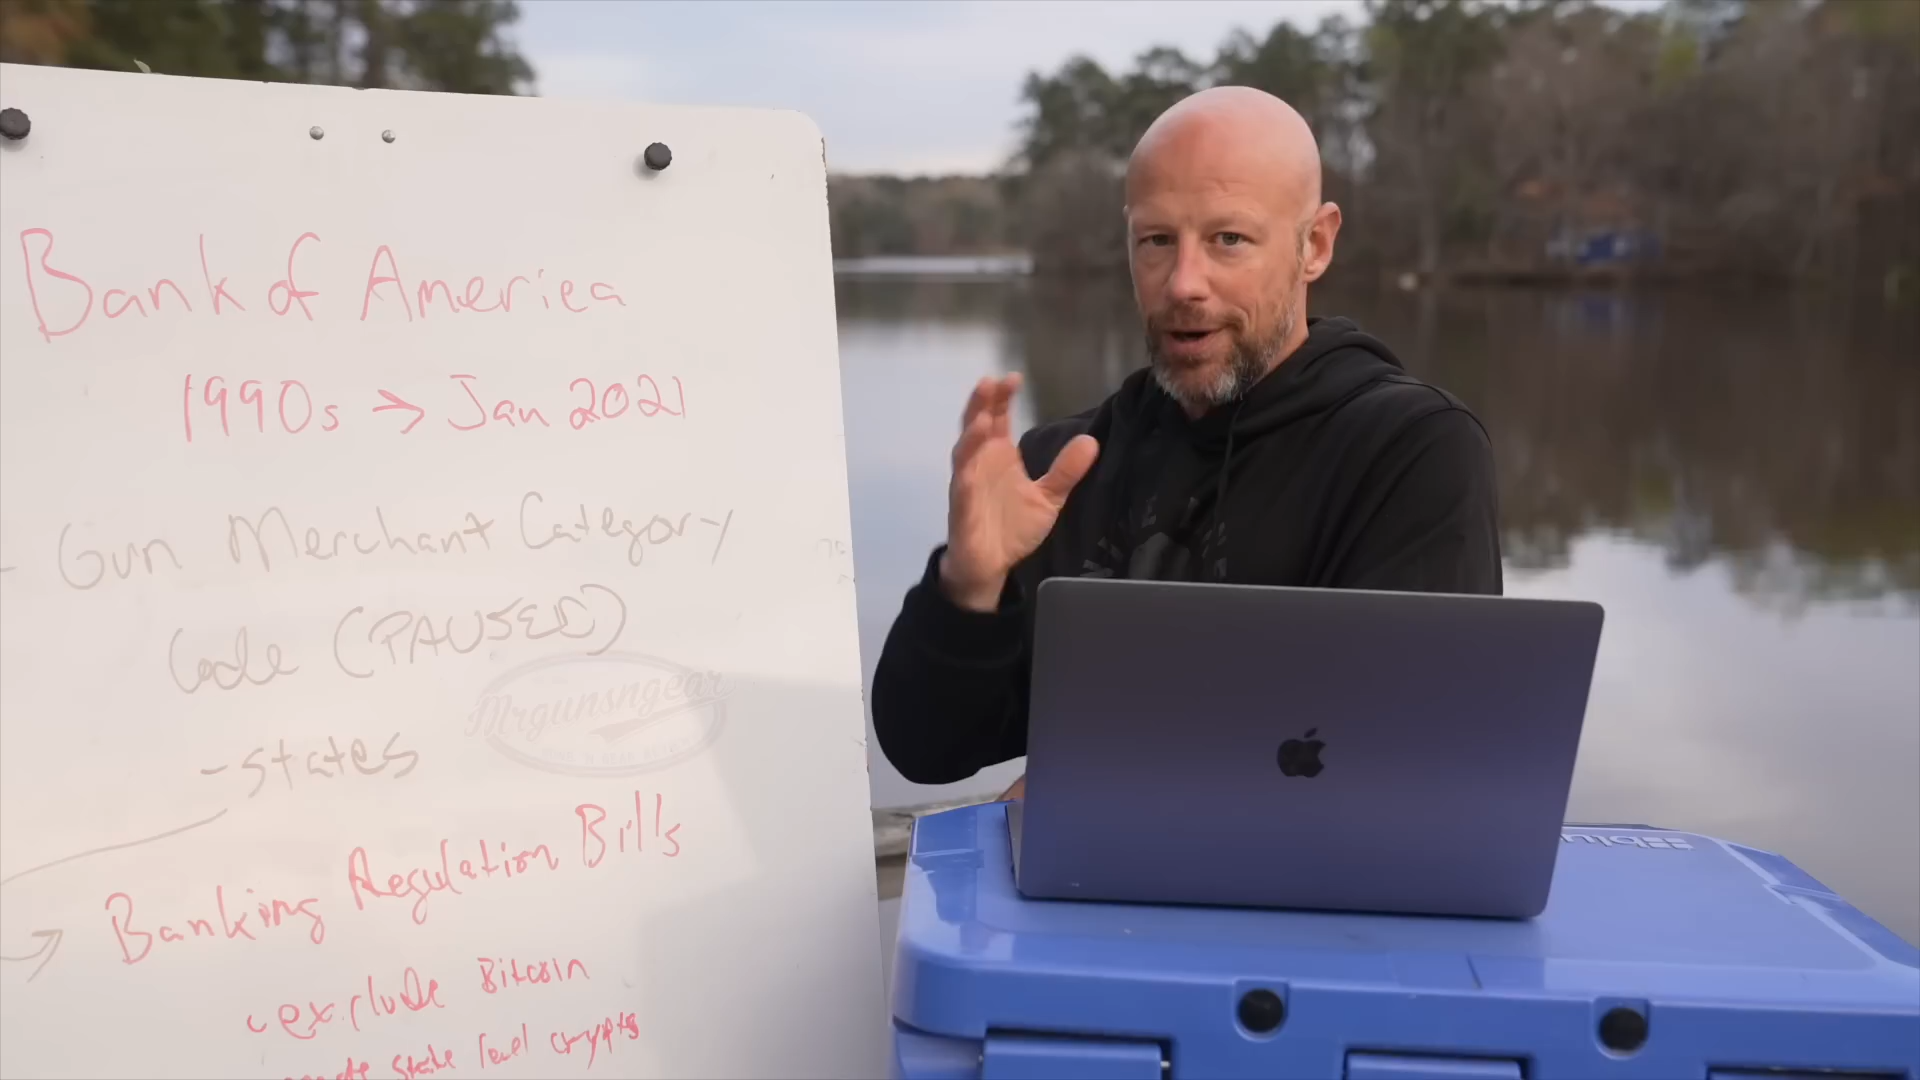 Bank of America
1990s → Jan 2021
- Gun Merchant Category
Code (PAUSED)
Mrgunsngear
- states
Banking Regulation Bills
exclude Bitcoin
state level crypto